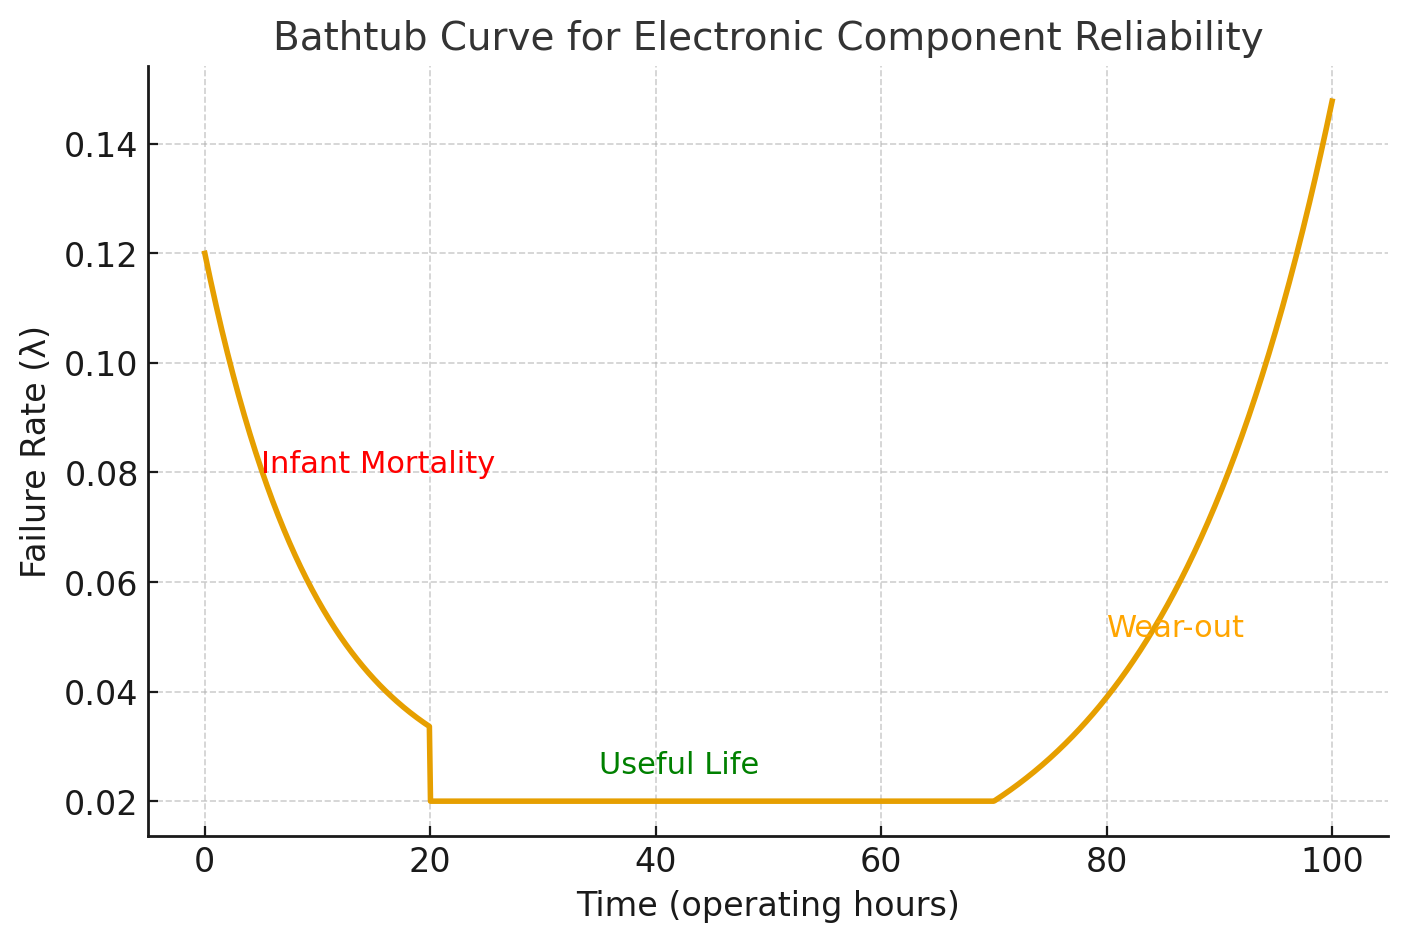 Bathtub Curve for Electronic Component Reliability
Failure Rate (λ)
0.14
0.12
0.10
0.08
0.06
0.04
0.02
Infant Mortality
Wear-out
Useful Life
0 20 40 60 80 100
Time (operating hours)